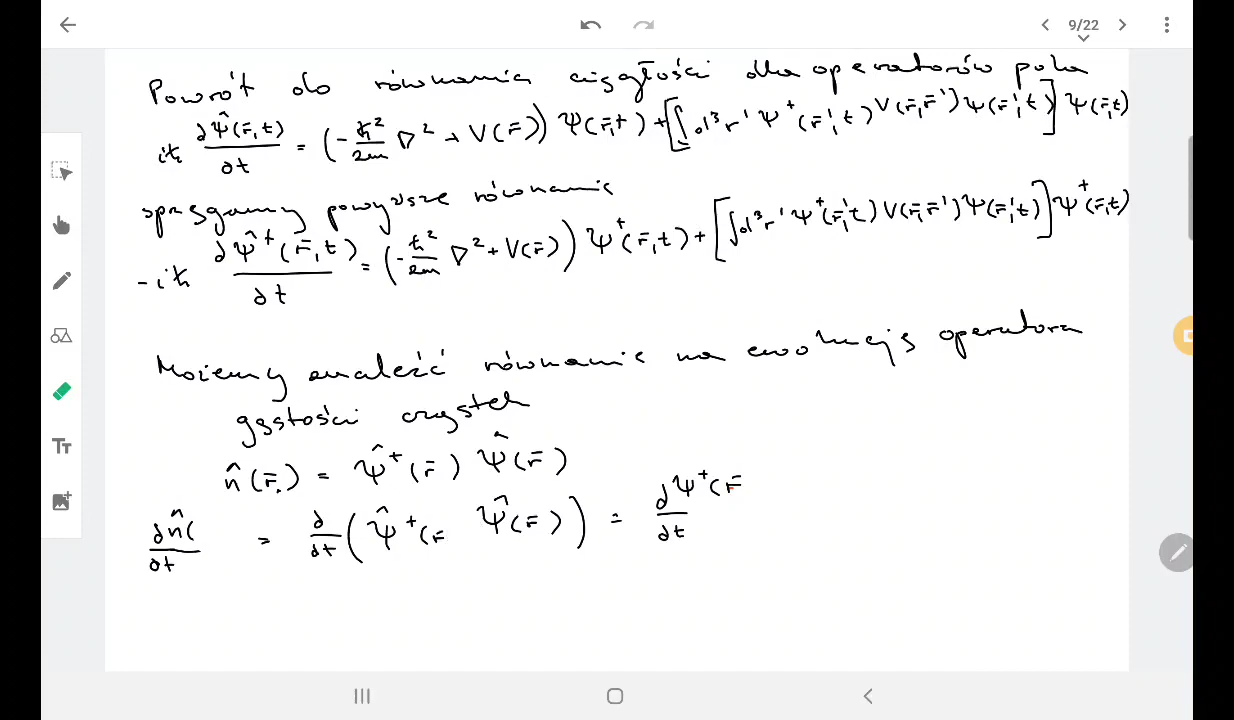 9/22
Powrót do równania ciągłości dla operatorów pola
iħ ∂Ψ̂(r̄,t)/∂t = (-ħ²/2m ∇² + V(r̄)) Ψ(r̄,t) + [∫d³r' Ψ⁺(r̄',t) V(r̄,r̄') Ψ(r̄',t)] Ψ(r̄,t)
sprzęgamy powyższe równanie
-iħ ∂Ψ̂⁺(r̄,t)/∂t = (-ħ²/2m ∇² + V(r̄)) Ψ⁺(r̄,t) + [∫d³r' Ψ⁺(r̄',t) V(r̄,r̄') Ψ(r̄',t)] Ψ⁺(r̄,t)
Możemy znaleźć równanie na ewolucję operatora
gęstości cząstek
n̂(r̄) = Ψ̂⁺(r̄) Ψ̂(r̄)
∂n̂(/∂t = ∂/∂t (Ψ̂⁺(r̄ Ψ̂(r̄)) = ∂Ψ⁺(r̄/∂t
Tт